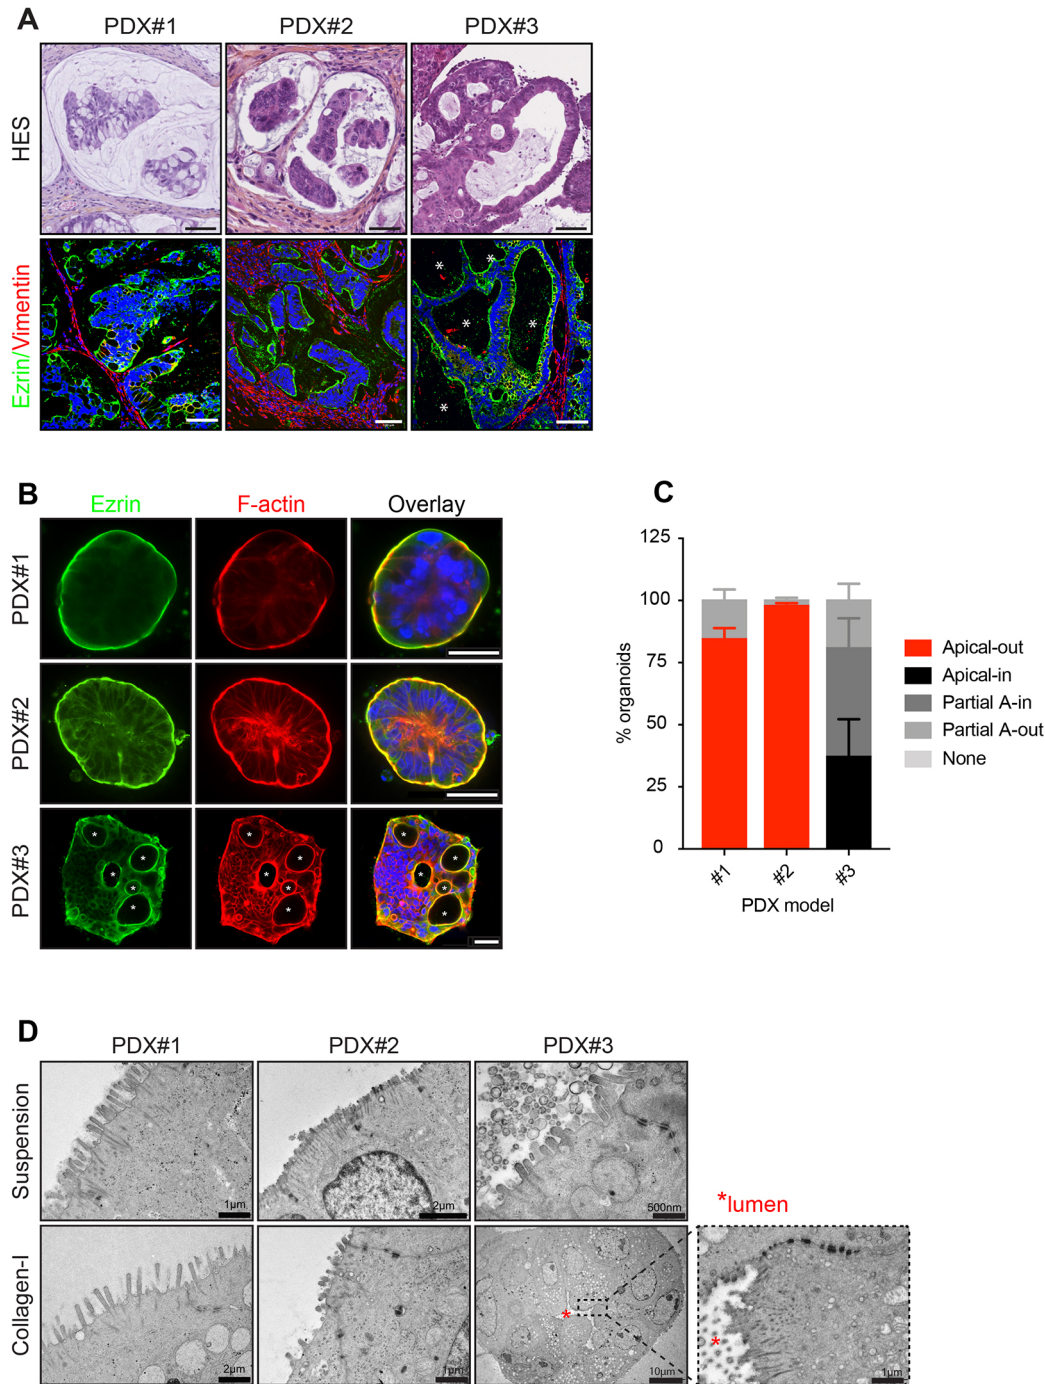 A
PDX#1 PDX#2 PDX#3
HES
Ezrin/Vimentin
* * * * *
B
Ezrin F-actin Overlay
PDX#1
PDX#2
PDX#3
* * * * *
* * * * *
* * * * *
C
% organoids
125
100
75
50
25
0
#1 #2 #3
PDX model
Apical-out
Apical-in
Partial A-in
Partial A-out
None
D
PDX#1 PDX#2 PDX#3
Suspension
1µm 2µm 500nm
*lumen
Collagen-I
* *
2µm 1µm 10µm 1µm